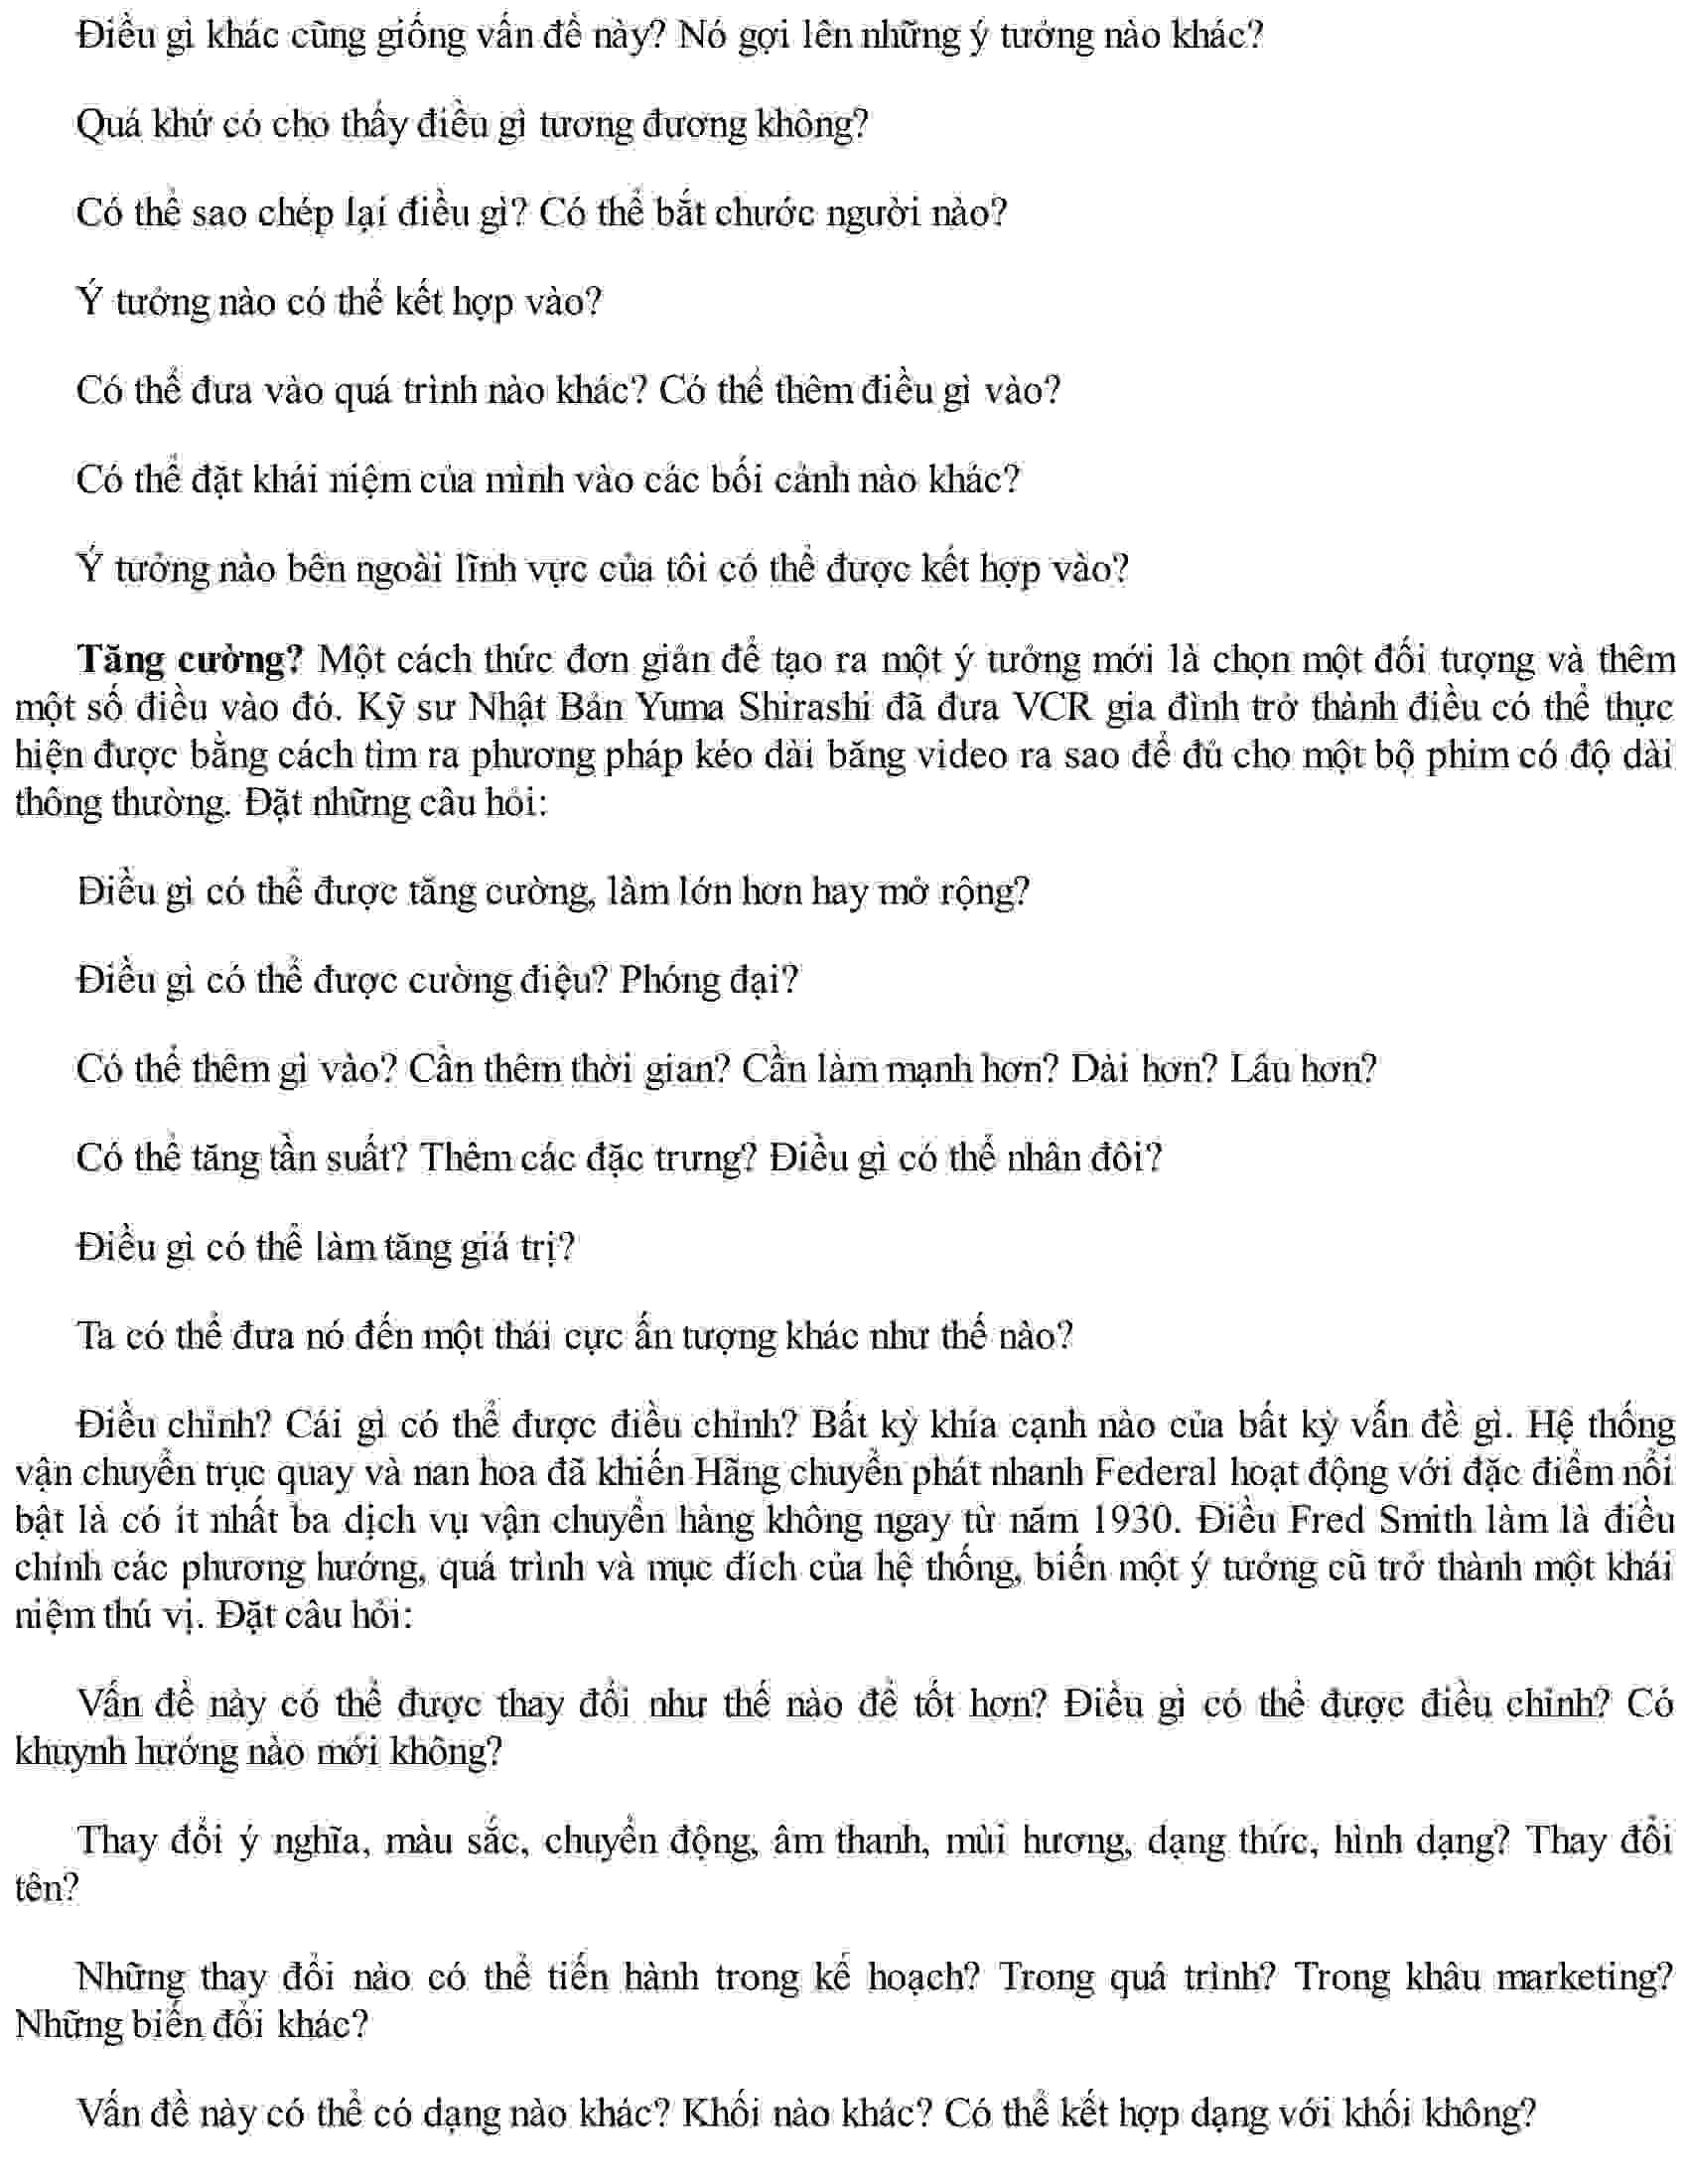 Điều gì khác cũng giống vấn đề này? Nó gợi lên những ý tưởng nào khác?
Quá khứ có cho thấy điều gì tương đương không?
Có thể sao chép lại điều gì? Có thể bắt chước người nào?
Ý tưởng nào có thể kết hợp vào?
Có thể đưa vào quá trình nào khác? Có thể thêm điều gì vào?
Có thể đặt khái niệm của mình vào các bối cảnh nào khác?
Ý tưởng nào bên ngoài lĩnh vực của tôi có thể được kết hợp vào?
Tăng cường? Một cách thức đơn giản để tạo ra một ý tưởng mới là chọn một đối tượng và thêm
một số điều vào đó. Kỹ sư Nhật Bản Yuma Shirashi đã đưa VCR gia đình trở thành điều có thể thực
hiện được bằng cách tìm ra phương pháp kéo dài băng video ra sao để đủ cho một bộ phim có độ dài
thông thường. Đặt những câu hỏi:
Điều gì có thể được tăng cường, làm lớn hơn hay mở rộng?
Điều gì có thể được cường điệu? Phóng đại?
Có thể thêm gì vào? Cần thêm thời gian? Cần làm mạnh hơn? Dài hơn? Lâu hơn?
Có thể tăng tần suất? Thêm các đặc trưng? Điều gì có thể nhân đôi?
Điều gì có thể làm tăng giá trị?
Ta có thể đưa nó đến một thái cực ấn tượng khác như thế nào?
Điều chỉnh? Cái gì có thể được điều chỉnh? Bất kỳ khía cạnh nào của bất kỳ vấn đề gì. Hệ thống
vận chuyển trục quay và nan hoa đã khiến Hãng chuyển phát nhanh Federal hoạt động với đặc điểm nổi
bật là có ít nhất ba dịch vụ vận chuyển hàng không ngay từ năm 1930. Điều Fred Smith làm là điều
chỉnh các phương hướng, quá trình và mục đích của hệ thống, biến một ý tưởng cũ trở thành một khái
niệm thú vị. Đặt câu hỏi:
Vấn đề này có thể được thay đổi như thế nào để tốt hơn? Điều gì có thể được điều chỉnh? Có
khuynh hướng nào mới không?
Thay đổi ý nghĩa, màu sắc, chuyển động, âm thanh, mùi hương, dạng thức, hình dạng? Thay đổi
tên?
Những thay đổi nào có thể tiến hành trong kế hoạch? Trong quá trình? Trong khâu marketing?
Những biến đổi khác?
Vấn đề này có thể có dạng nào khác? Khối nào khác? Có thể kết hợp dạng với khối không?